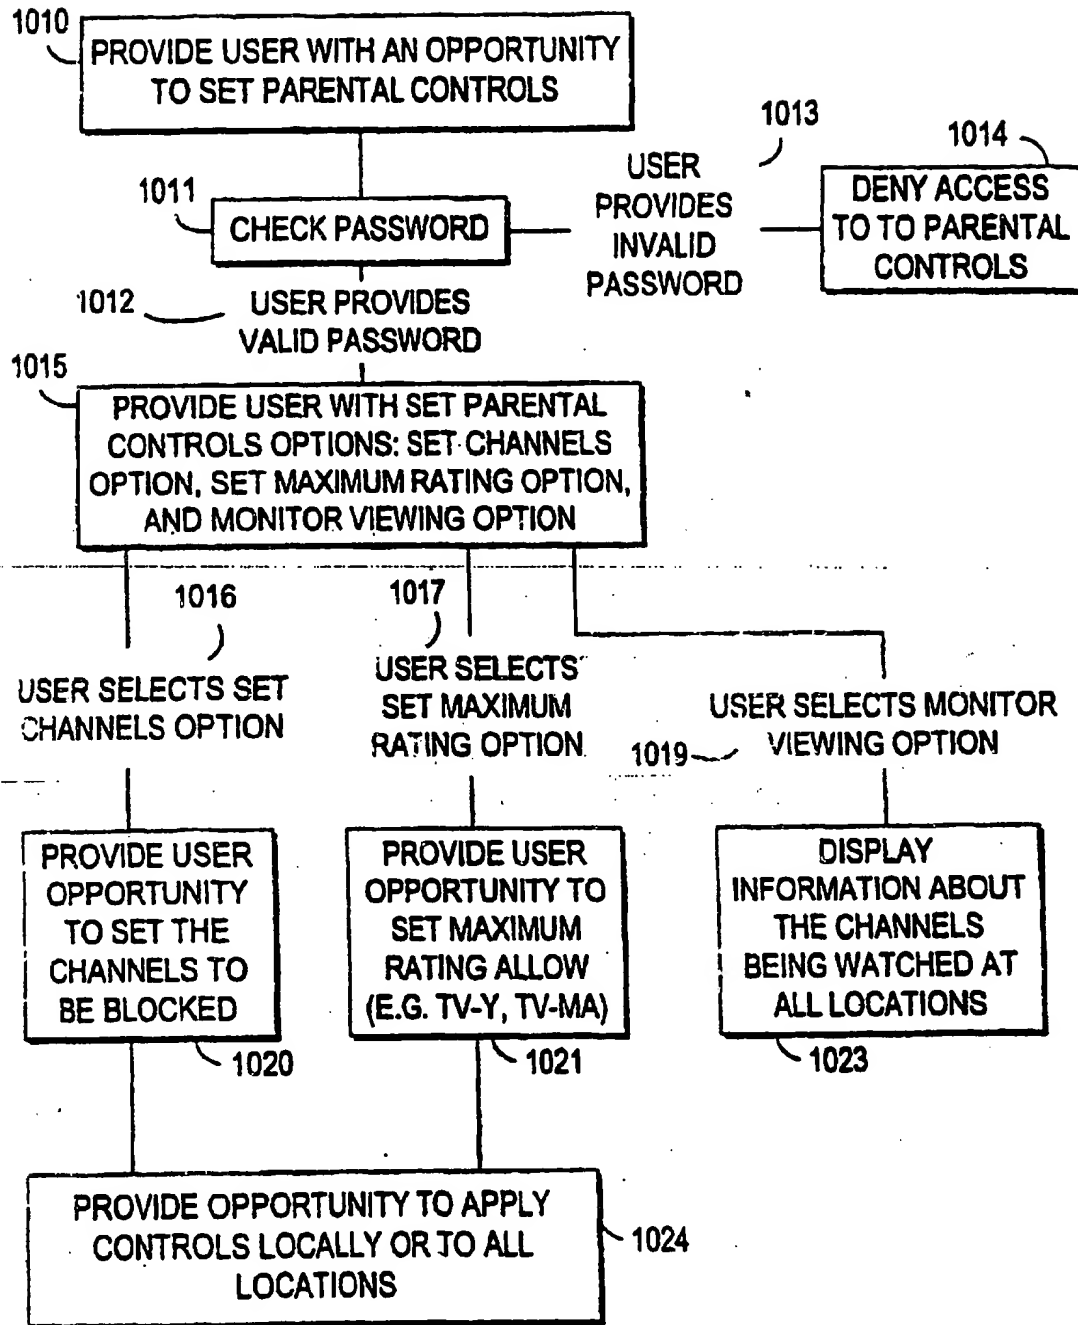 1010
PROVIDE USER WITH AN OPPORTUNITY
TO SET PARENTAL CONTROLS
1011
CHECK PASSWORD
1013
USER
PROVIDES
INVALID
PASSWORD
1014
DENY ACCESS
TO TO PARENTAL
CONTROLS
1012
USER PROVIDES
VALID PASSWORD
1015
PROVIDE USER WITH SET PARENTAL
CONTROLS OPTIONS: SET CHANNELS
OPTION, SET MAXIMUM RATING OPTION,
AND MONITOR VIEWING OPTION
1016
USER SELECTS SET
CHANNELS OPTION
1017
USER SELECTS
SET MAXIMUM
RATING OPTION
USER SELECTS MONITOR
VIEWING OPTION
1019
PROVIDE USER
OPPORTUNITY
TO SET THE
CHANNELS TO
BE BLOCKED
1020
PROVIDE USER
OPPORTUNITY TO
SET MAXIMUM
RATING ALLOW
(E.G. TV-Y, TV-MA)
1021
DISPLAY
INFORMATION ABOUT
THE CHANNELS
BEING WATCHED AT
ALL LOCATIONS
1023
PROVIDE OPPORTUNITY TO APPLY
CONTROLS LOCALLY OR TO ALL
LOCATIONS
1024